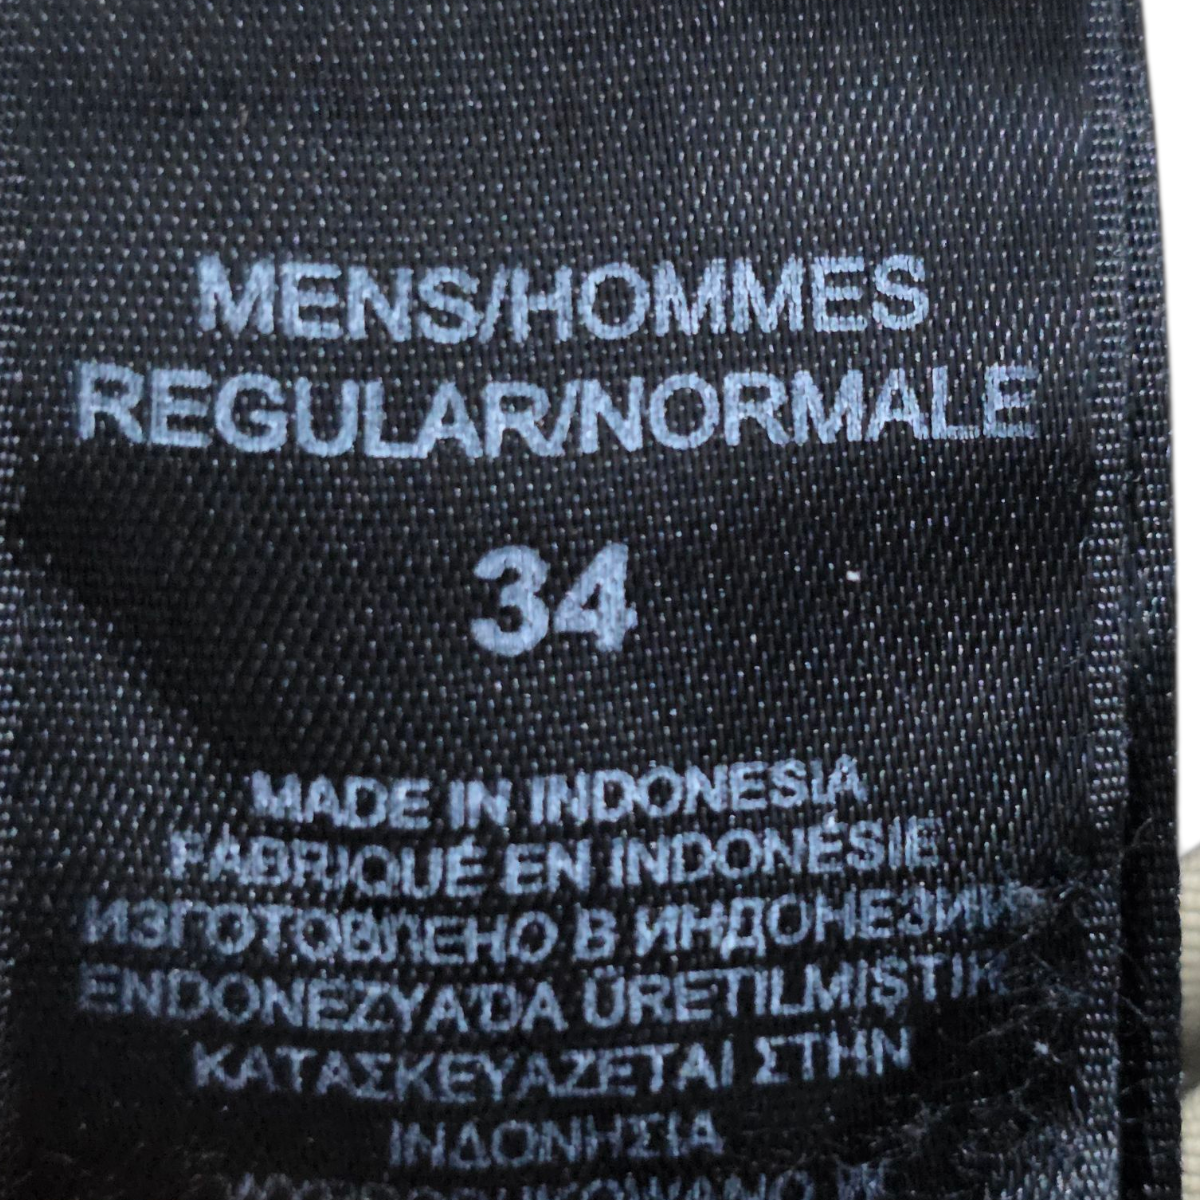 MENS/HOMMES
REGULAR/NORMALE
34
MADE IN INDONESIA
FABRIQUÉ EN INDONÉSIE
ИЗГОТОВЛЕНО В ИНДОНЕЗИИ
ENDONEZYA'DA ÜRETILMIŞTIR
ΚΑΤΑΣΚΕΥΑΖΕΤΑΙ ΣΤΗΝ
ΙΝΔΟΝΗΣΙΑ